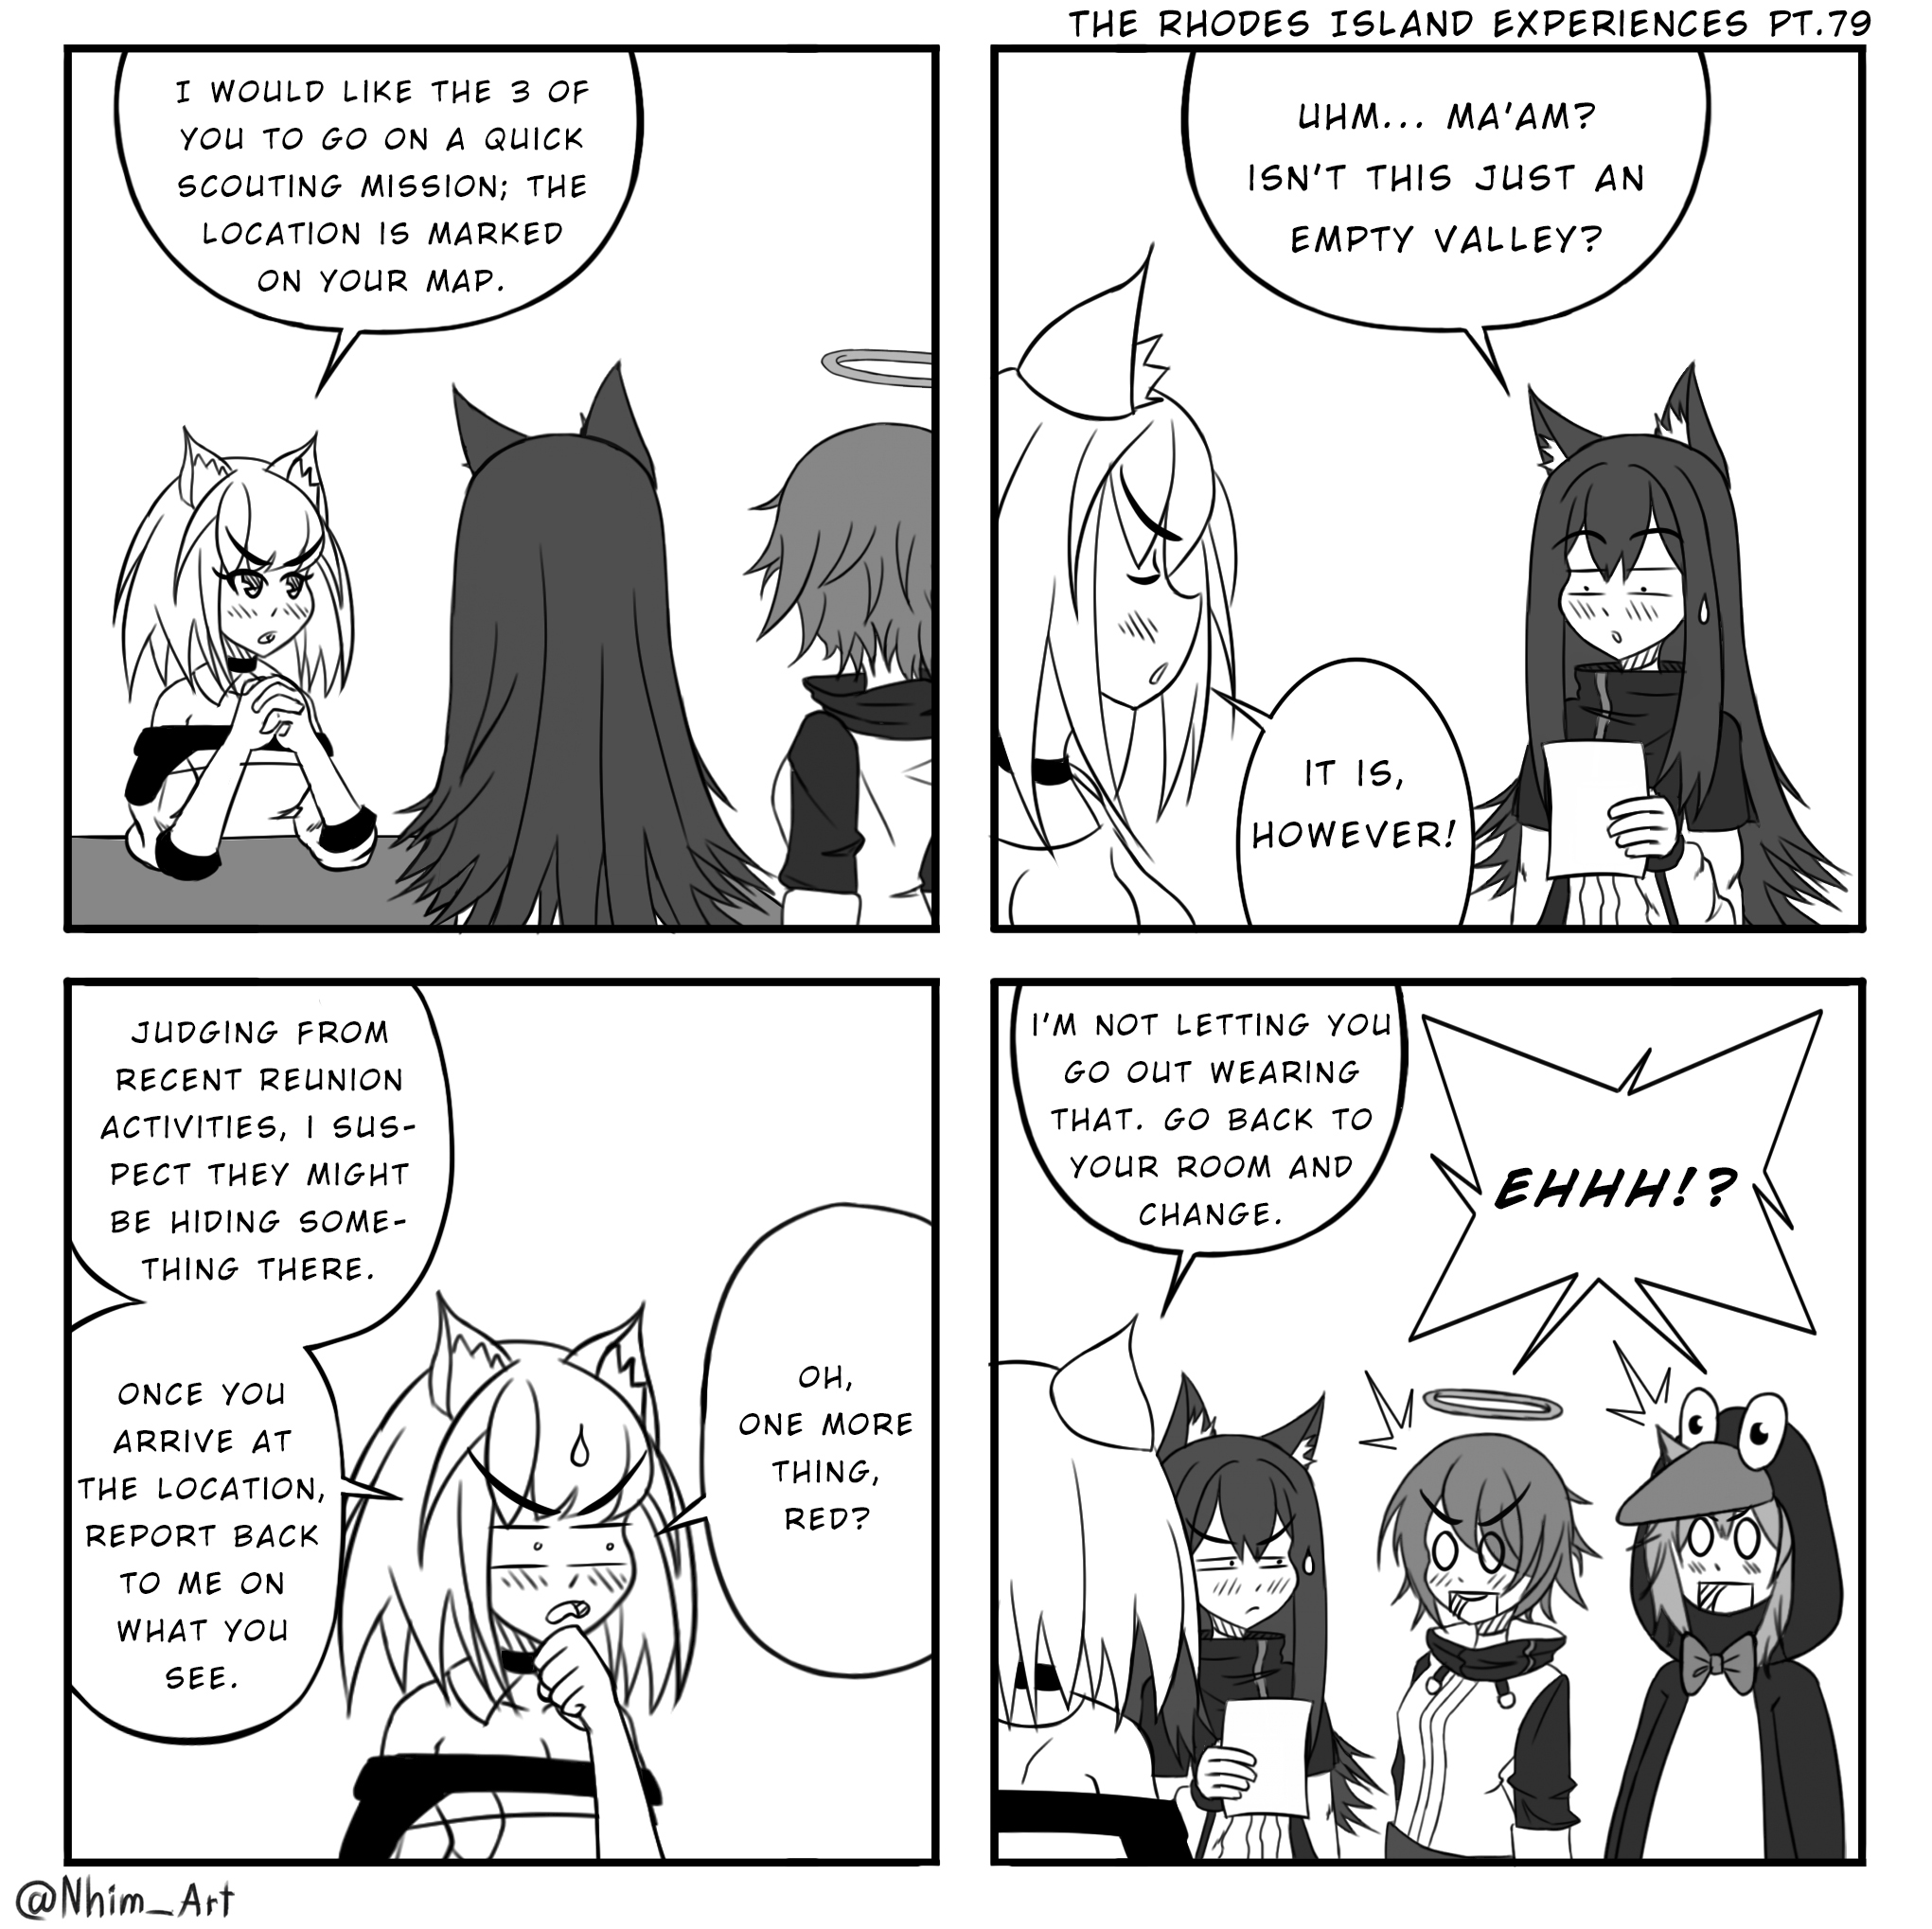 THE RHODES ISLAND EXPERIENCES PT.79
I WOULD LIKE THE 3 OF
YOU TO GO ON A QUICK
SCOUTING MISSION; THE
LOCATION IS MARKED
ON YOUR MAP.
UHM... MA'AM?
ISN'T THIS JUST AN
EMPTY VALLEY?
IT IS,
HOWEVER!
JUDGING FROM
RECENT REUNION
ACTIVITIES, I SUS-
PECT THEY MIGHT
BE HIDING SOME-
THING THERE.
ONCE YOU
ARRIVE AT
THE LOCATION,
REPORT BACK
TO ME ON
WHAT YOU
SEE.
OH,
ONE MORE
THING,
RED?
I'M NOT LETTING YOU
GO OUT WEARING
THAT. GO BACK TO
YOUR ROOM AND
CHANGE.
EHHH!?
@Nhim_Art